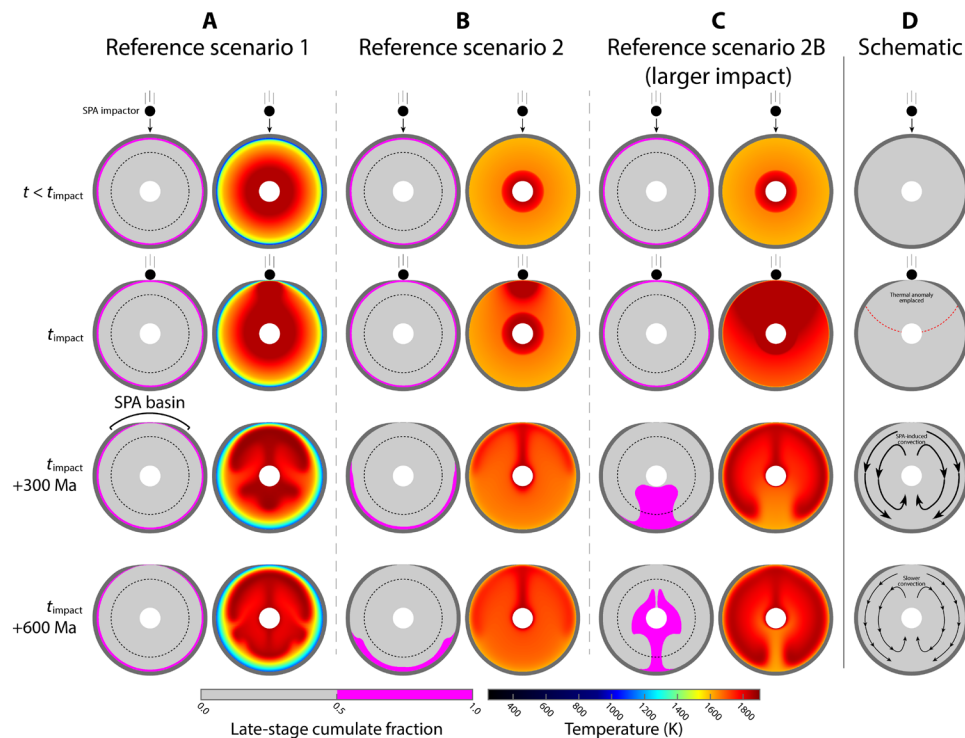 A
B
C
D
Reference scenario 1
Reference scenario 2
Reference scenario 2B
(larger impact)
Schematic
SPA impactor
t < timpact
timpact
Thermal anomaly
emplaced
SPA basin
timpact
+300 Ma
SPA-induced
convection
timpact
+600 Ma
Slower
convection
0.0
0.5
1.0
Late-stage cumulate fraction
400
600
800
1000
1200
1400
1600
1800
Temperature (K)